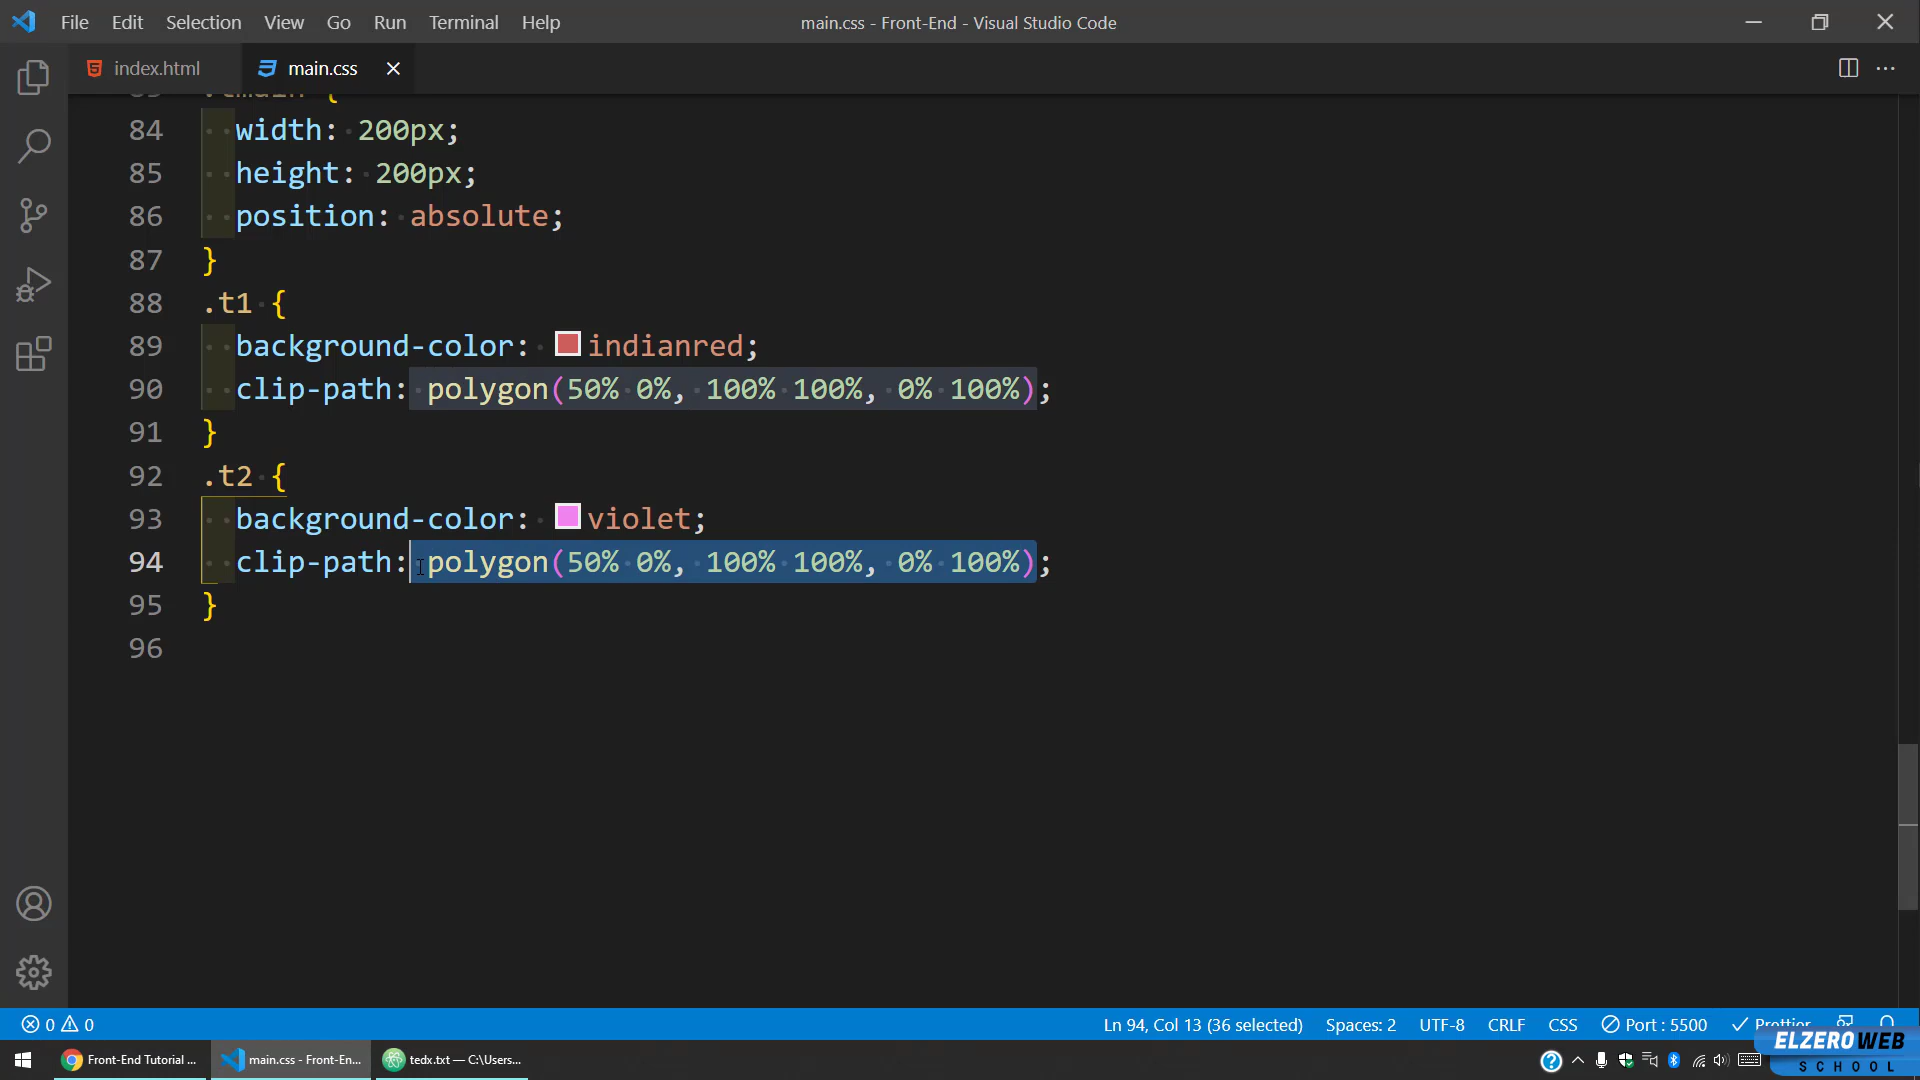 File Edit Selection View Go Run Terminal Help main.css - Front-End - Visual Studio Code
index.html main.css
84 width: 200px;
85 height: 200px;
86 position: absolute;
87 }
88 .t1 {
89 background-color: indianred;
90 clip-path: polygon(50% 0%, 100% 100%, 0% 100%);
91 }
92 .t2 {
93 background-color: violet;
94 clip-path: polygon(50% 0%, 100% 100%, 0% 100%);
95 }
96
0 0 Ln 94, Col 13 (36 selected) Spaces: 2 UTF-8 CRLF CSS Port : 5500 Prettier
Front-End Tutorial ... main.css - Front-En... tedx.txt — C:\Users...
ELZEROWEB
SCHOOL